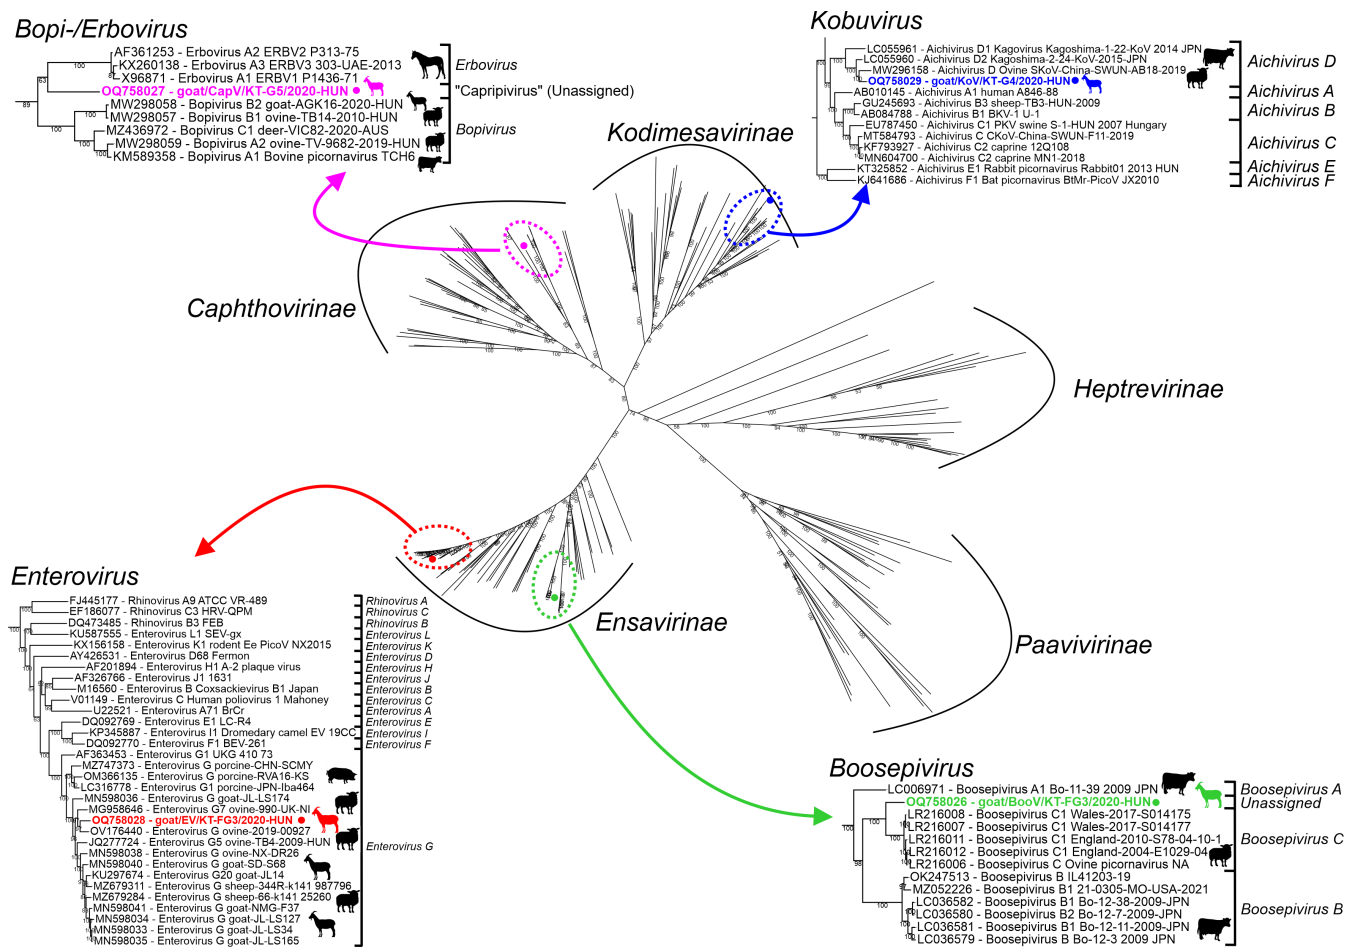 Bopi-/Erbovirus
AF361253 - Erbovirus A2 ERBV2 P313-75
KX260138 - Erbovirus A3 ERBV3 303-UAE-2013
X96871 - Erbovirus A1 ERBV1 P1436-71
OQ758027 - goat/CapV/KT-G5/2020-HUN
MW298058 - Bopivirus B2 goat-AGK16-2020-HUN
MW298057 - Bopivirus B1 ovine-TB14-2010-HUN
MZ436972 - Bopivirus C1 deer-VIC82-2020-AUS
MW298059 - Bopivirus A2 ovine-TV-9682-2019-HUN
KM589358 - Bopivirus A1 Bovine picornavirus TCH6
Erbovirus
"Capripivirus" (Unassigned)
Bopivirus
Kobuvirus
LC055961 - Aichivirus D1 Kagovirus Kagoshima-1-22-KoV 2014 JPN
LC055960 - Aichivirus D2 Kagoshima-2-24-KoV-2015-JPN
MW296158 - Aichivirus D Ovine SKoV-China-SWUN-AB18-2019
OQ758029 - goat/KoV/KT-G4/2020-HUN
AB010145 - Aichivirus A1 human A846-88
GU245693 - Aichivirus B3 sheep-TB3-HUN-2009
AB084788 - Aichivirus B1 BKV-1 U-1
EU787450 - Aichivirus C1 PKV swine S-1-HUN 2007 Hungary
MT584793 - Aichivirus C CKoV-China-SWUN-F11-2019
KF793927 - Aichivirus C2 caprine 12Q108
MN604700 - Aichivirus C2 caprine MN1-2018
KT325852 - Aichivirus E1 Rabbit picornavirus Rabbit01 2013 HUN
KJ641686 - Aichivirus F1 Bat picornavirus BtMr-PicoV JX2010
Aichivirus D
Aichivirus A
Aichivirus B
Aichivirus C
Aichivirus E
Aichivirus F
Kodimesavirinae
Caphthovirinae
Heptrevirinae
Ensavirinae
Paavivirinae
Enterovirus
FJ445177 - Rhinovirus A9 ATCC VR-489
EF186077 - Rhinovirus C3 HRV-QPM
DQ473485 - Rhinovirus B3 FEB
KU587555 - Enterovirus L1 SEV-gx
KX156158 - Enterovirus K1 rodent Ee PicoV NX2015
AY426531 - Enterovirus D68 Fermon
AF201894 - Enterovirus H1 A-2 plaque virus
AF326766 - Enterovirus J1 1631
M16560 - Enterovirus B Coxsackievirus B1 Japan
V01149 - Enterovirus C Human poliovirus 1 Mahoney
U22521 - Enterovirus A71 BrCr
DQ092769 - Enterovirus E1 LC-R4
KP345887 - Enterovirus I1 Dromedary camel EV 19CC
DQ092770 - Enterovirus F1 BEV-261
AF363453 - Enterovirus G1 UKG 410 73
MZ747373 - Enterovirus G porcine-CHN-SCMY
OM366135 - Enterovirus G porcine-RVA16-KS
LC316778 - Enterovirus G1 porcine-JPN-Iba464
MN598036 - Enterovirus G goat-JL-LS174
MG958646 - Enterovirus G7 ovine-990-UK-NI
OQ758028 - goat/EV/KT-FG3/2020-HUN
OV176440 - Enterovirus G ovine-2019-00927
JQ277724 - Enterovirus G5 ovine-TB4-2009-HUN
MN598038 - Enterovirus G ovine-NX-DR26
MN598040 - Enterovirus G goat-SD-S68
KU297674 - Enterovirus G20 goat-JL14
MZ679311 - Enterovirus G sheep-344R-k141 987796
MZ679284 - Enterovirus G sheep-66-k141 25260
MN598041 - Enterovirus G goat-NMG-F37
MN598034 - Enterovirus G goat-JL-LS127
MN598033 - Enterovirus G goat-JL-LS34
MN598035 - Enterovirus G goat-JL-LS165
Rhinovirus A
Rhinovirus C
Rhinovirus B
Enterovirus L
Enterovirus K
Enterovirus D
Enterovirus H
Enterovirus J
Enterovirus B
Enterovirus C
Enterovirus A
Enterovirus E
Enterovirus I
Enterovirus F
Enterovirus G
Boosepivirus
LC006971 - Boosepivirus A1 Bo-11-39 2009 JPN
OQ758026 - goat/BooV/KT-FG3/2020-HUN
LR216008 - Boosepivirus C1 Wales-2017-S014175
LR216007 - Boosepivirus C1 Wales-2017-S014177
LR216011 - Boosepivirus C1 England-2010-S78-04-10-1
LR216012 - Boosepivirus C1 England-2004-E1029-04
LR216006 - Boosepivirus C Ovine picornavirus NA
OK247513 - Boosepivirus B IL41203-19
MZ052226 - Boosepivirus B1 21-0305-MO-USA-2021
LC036582 - Boosepivirus B1 Bo-12-38-2009-JPN
LC036580 - Boosepivirus B2 Bo-12-7-2009-JPN
LC036581 - Boosepivirus B1 Bo-12-11-2009-JPN
LC036579 - Boosepivirus B Bo-12-3 2009 JPN
Boosepivirus A
Unassigned
Boosepivirus C
Boosepivirus B